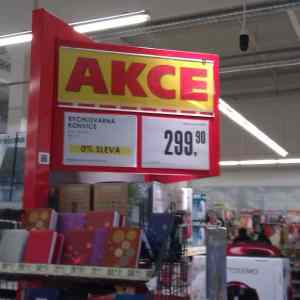 AKCE
RYCHLOVARNÁ
KONVICE
0% SLEVA
299,90